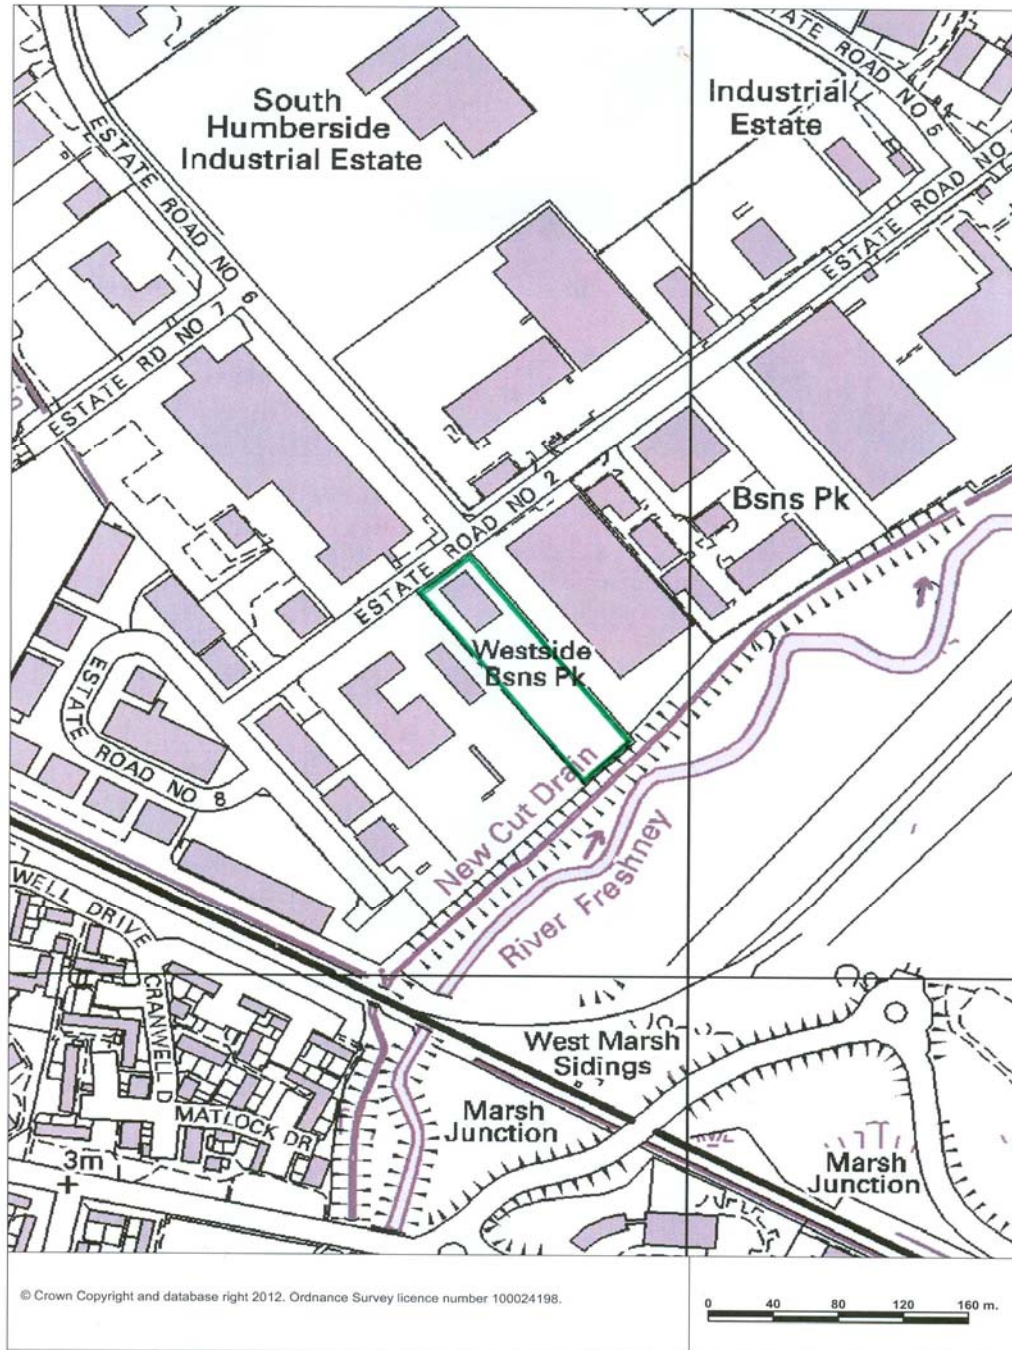 South
Humberside
Industrial Estate
Industrial
Estate
ESTATE ROAD NO 5
ESTATE ROAD NO 6
ESTATE ROAD NO
ESTATE RD NO 7
ESTATE ROAD NO 2
Bsns Pk
Westside
Bsns Pk
ESTATE ROAD NO 8
New Cut Drain
River Freshney
WELL DRIVE
CRANWELL D
MATLOCK DR
West Marsh
Sidings
Marsh
Junction
Marsh
Junction
3m
© Crown Copyright and database right 2012. Ordnance Survey licence number 100024198.
0 40 80 120 160 m.